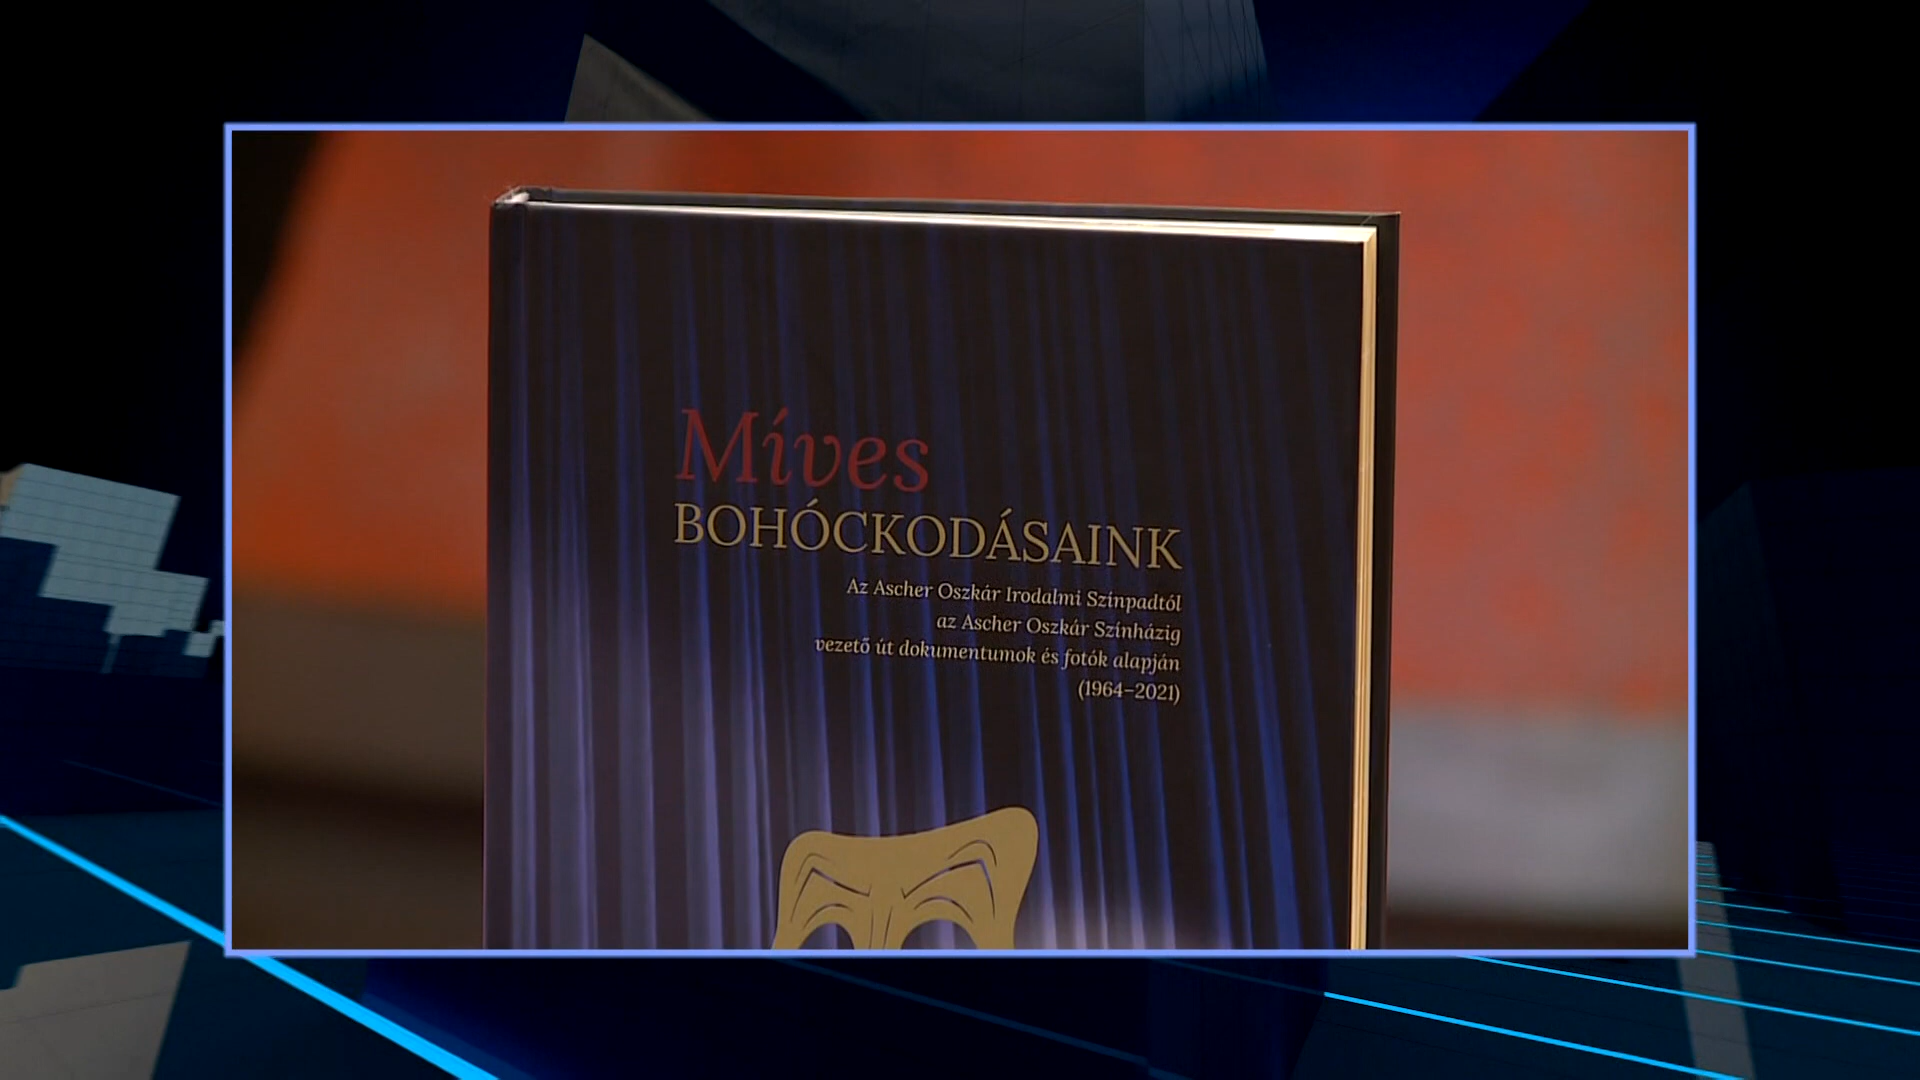 Míves
BOHÓCKODÁSAINK
Az Ascher Oszkár Irodalmi Színpadtól
az Ascher Oszkár Színházig
vezető út dokumentumok és fotók alapján
(1964–2021)